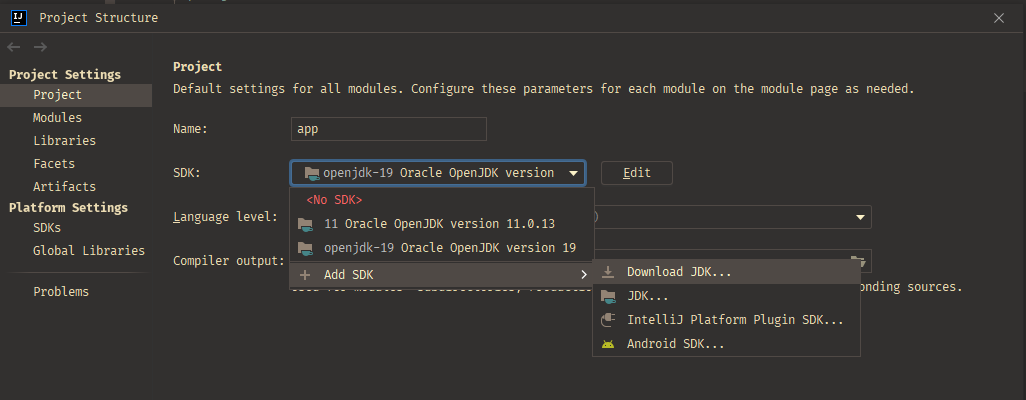 IJ Project Structure
Project Settings
Project
Modules
Libraries
Facets
Artifacts
Platform Settings
SDKs
Global Libraries
Problems
Project
Default settings for all modules. Configure these parameters for each module on the module page as needed.
Name: app
SDK: openjdk-19 Oracle OpenJDK version Edit
<No SDK>
Language level: )
11 Oracle OpenJDK version 11.0.13
openjdk-19 Oracle OpenJDK version 19
Compiler output:
Add SDK
Download JDK...
onding sources.
JDK...
IntelliJ Platform Plugin SDK...
Android SDK...